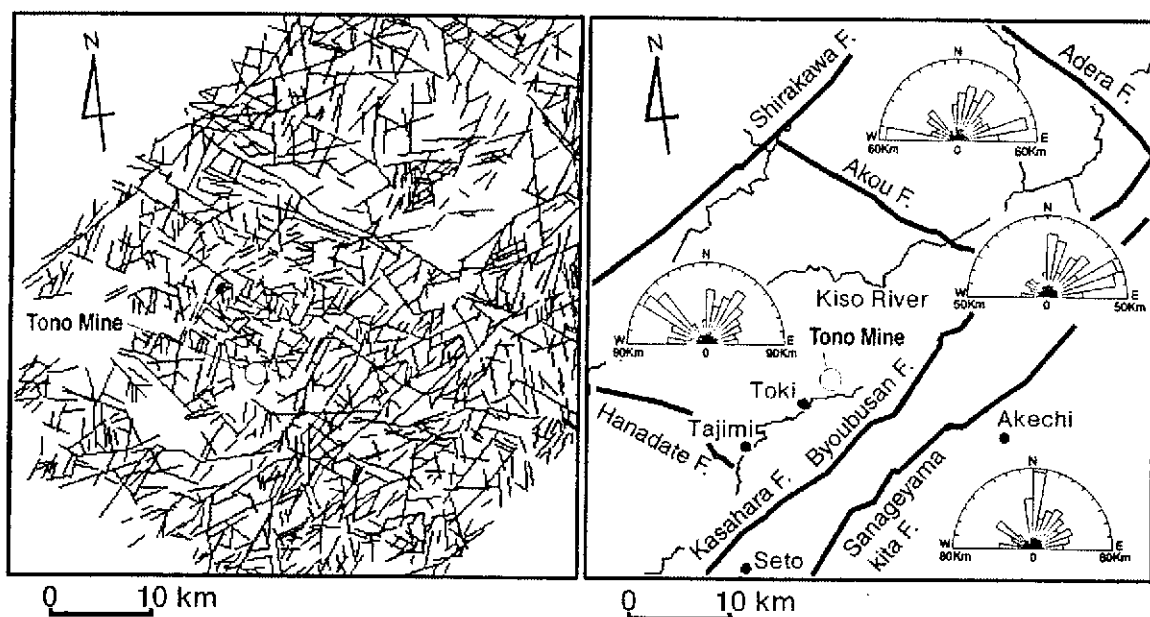 N
Tono Mine
0 10 km
N
Shirakawa F.
Adera F.
N
W E
60Km 0 60Km
Akou F.
N
W E
50Km 0 50Km
N
W E
90Km 0 90Km
Kiso River
Tono Mine
Toki
Tajimi
Hanadate F.
Byoubusan F.
Kasahara F.
Akechi
Sanageyama
kita F.
N
W E
80Km 0 80Km
Seto
0 10 km